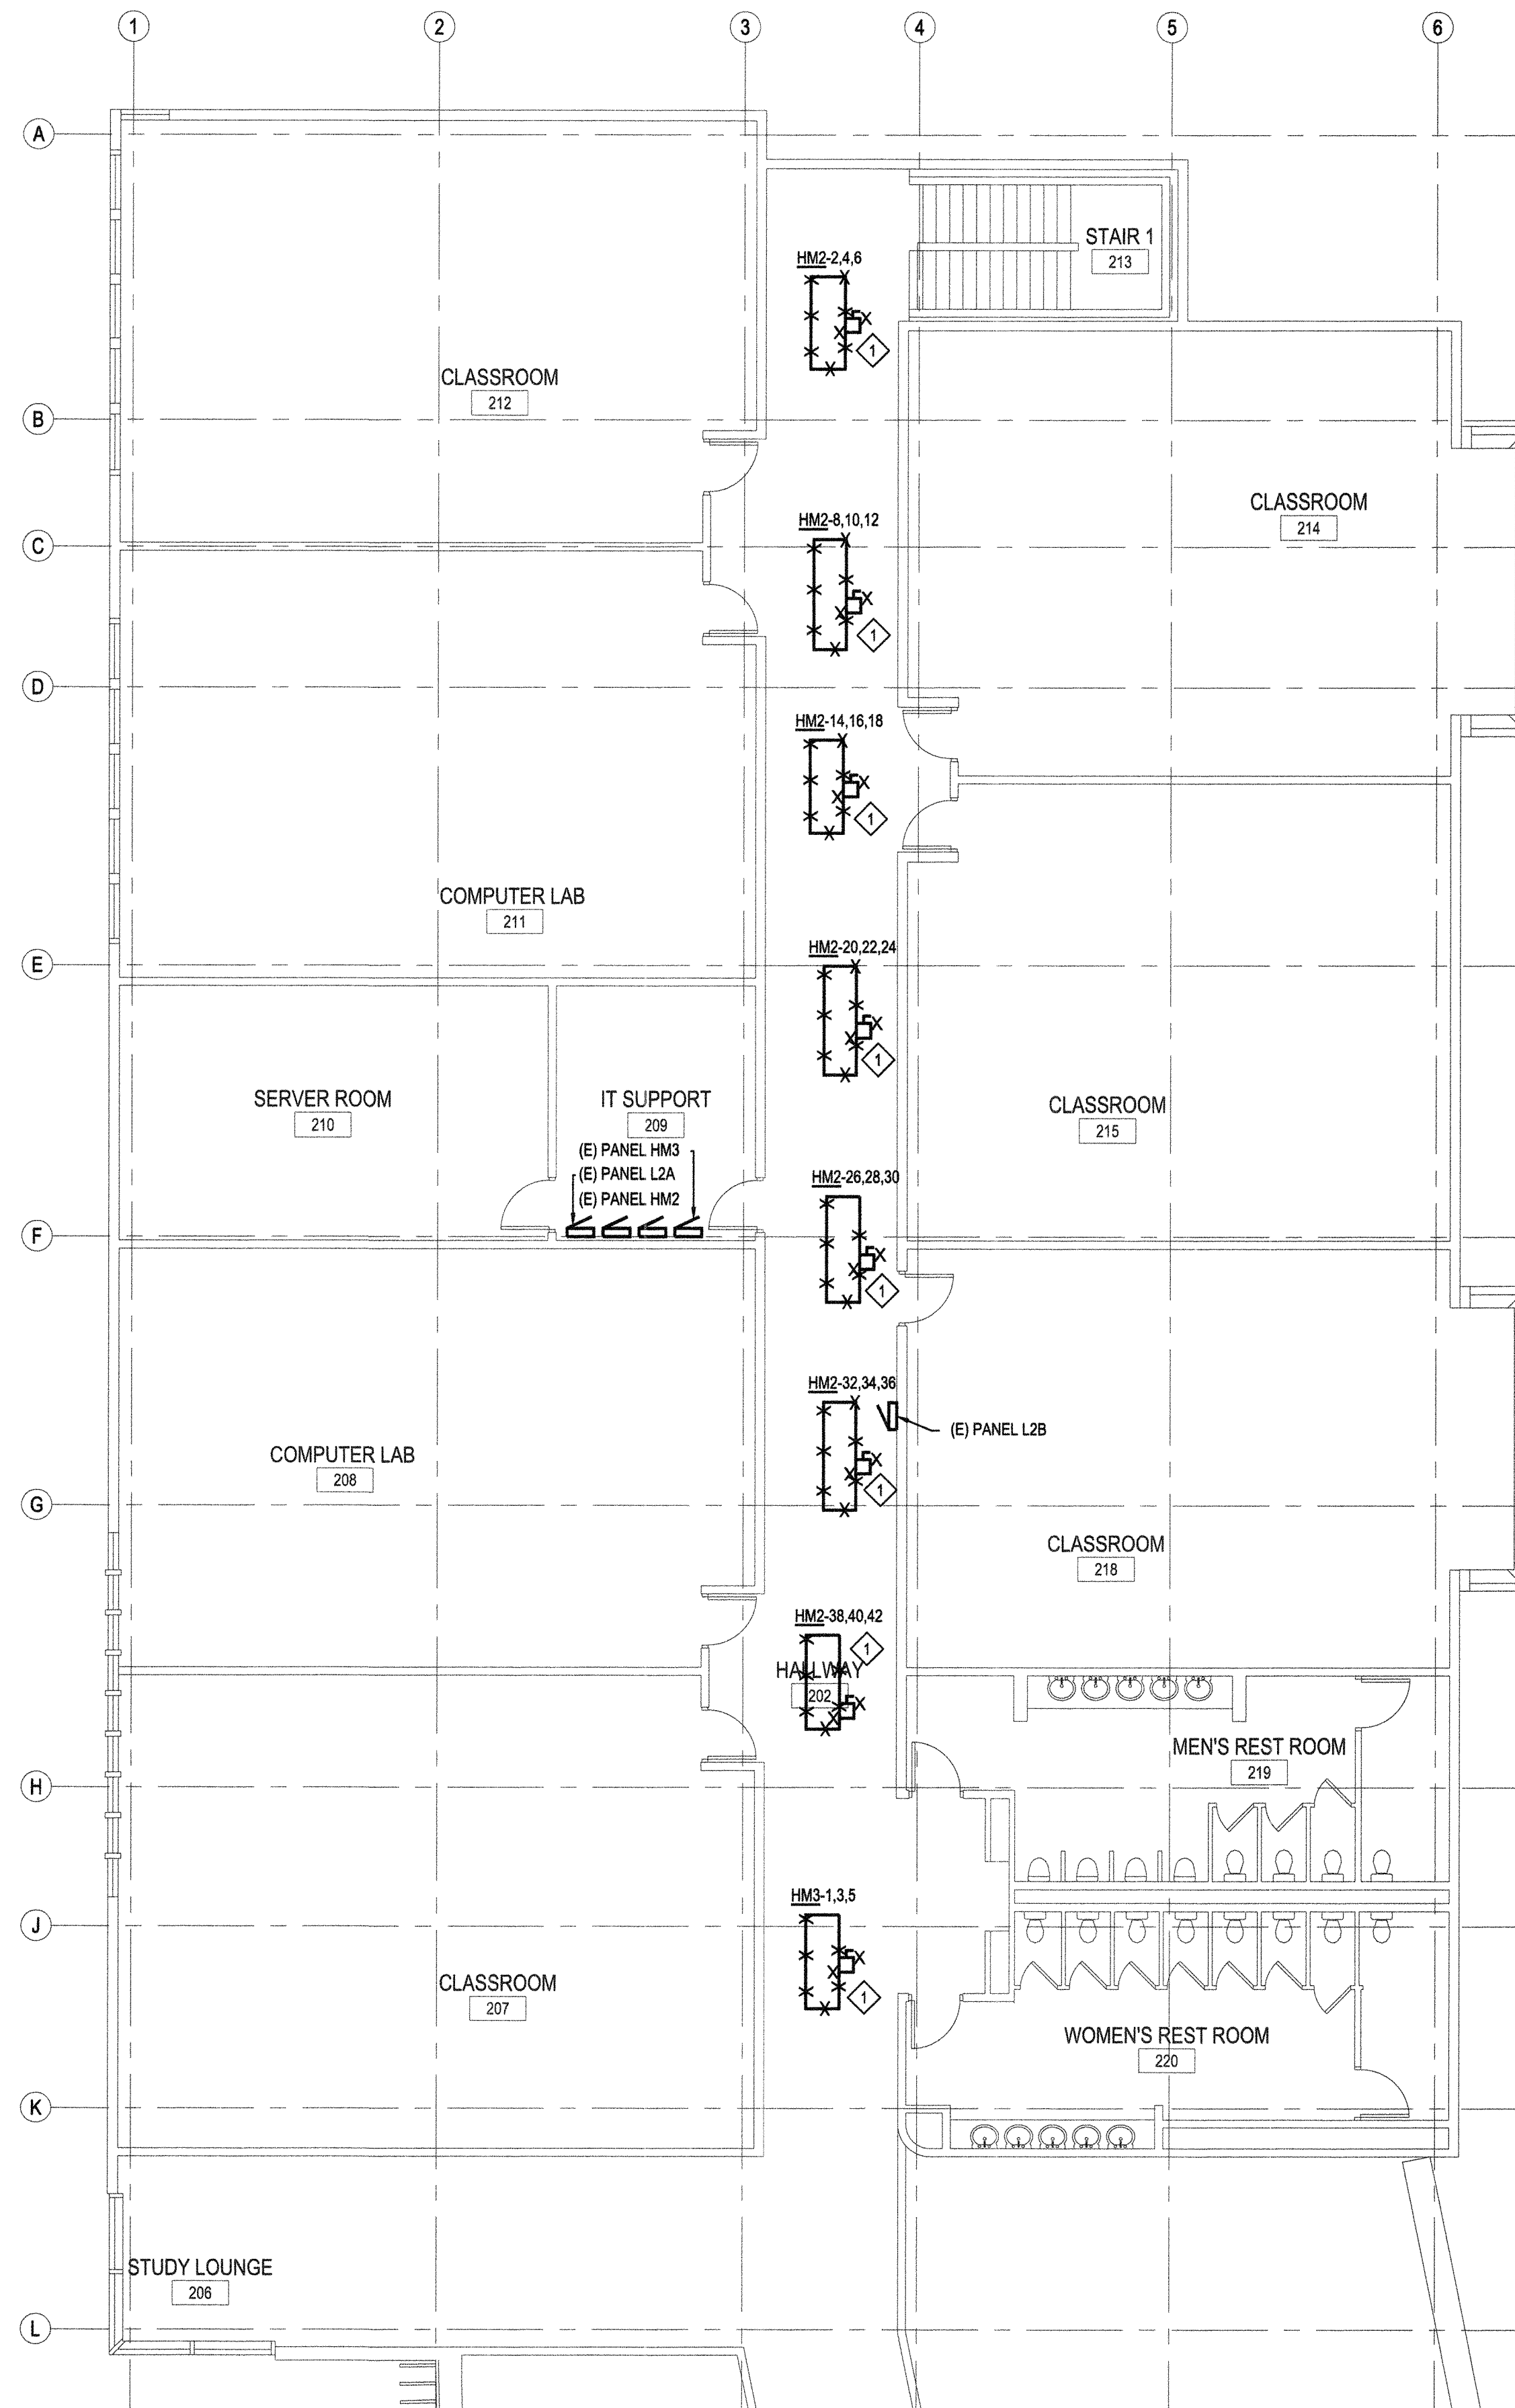 1
2
3
4
5
6
A
STAIR 1
213
HM2-2,4,6
1
CLASSROOM
212
B
CLASSROOM
214
HM2-8,10,12
C
1
D
HM2-14,16,18
1
COMPUTER LAB
211
HM2-20,22,24
E
1
SERVER ROOM
210
IT SUPPORT
209
CLASSROOM
215
(E) PANEL HM3
(E) PANEL L2A
(E) PANEL HM2
HM2-26,28,30
F
1
HM2-32,34,36
(E) PANEL L2B
COMPUTER LAB
208
1
G
CLASSROOM
218
HM2-38,40,42
1
HALLWAY
202
MEN'S REST ROOM
219
H
HM3-1,3,5
J
CLASSROOM
207
1
WOMEN'S REST ROOM
220
K
STUDY LOUNGE
206
L